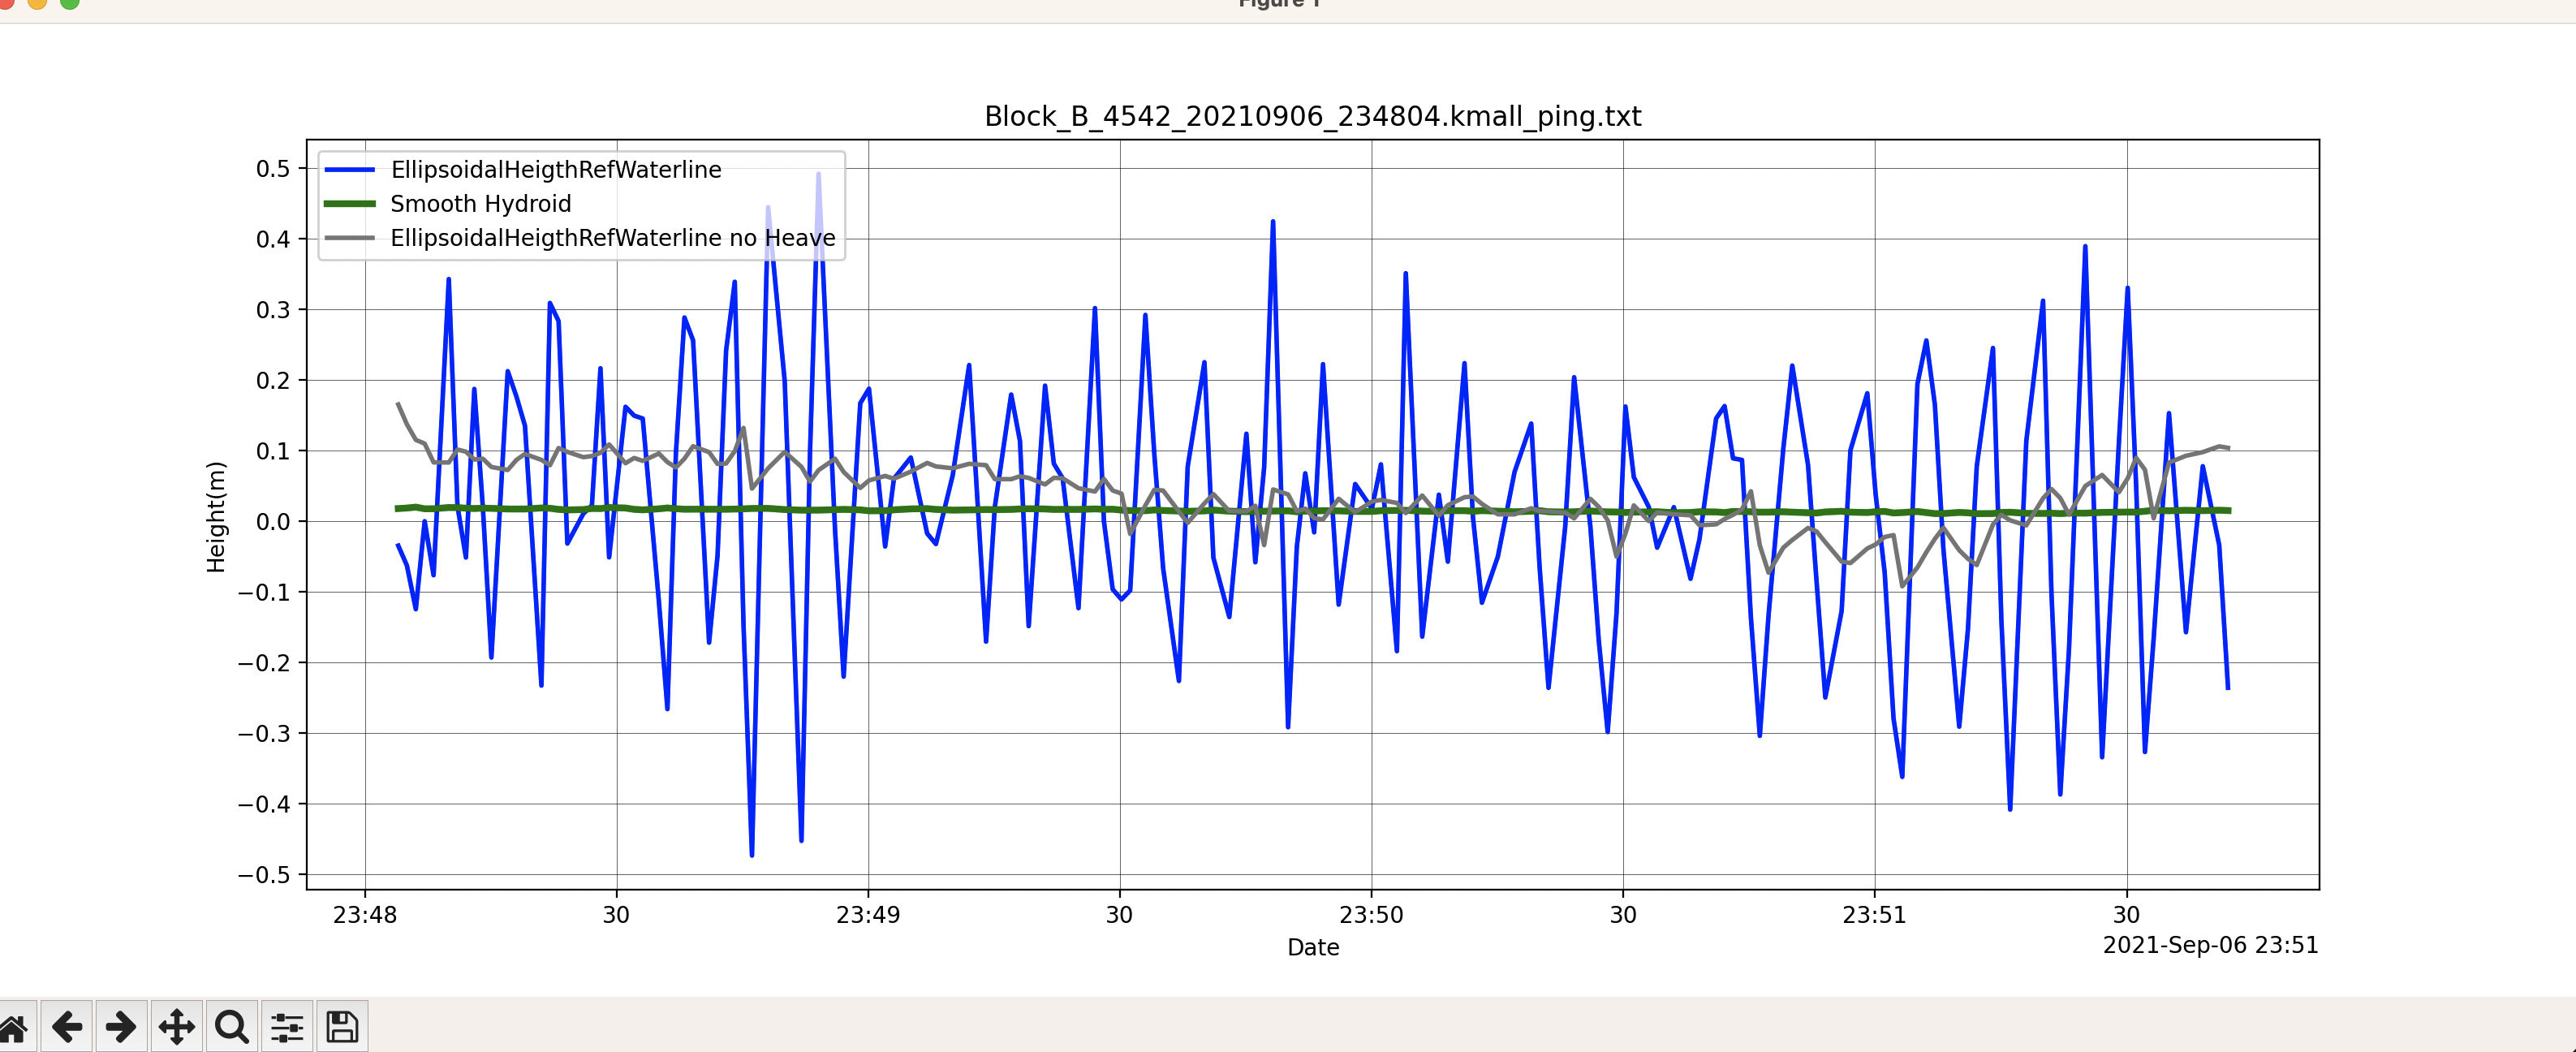 Figure 1
Block_B_4542_20210906_234804.kmall_ping.txt
EllipsoidalHeigthRefWaterline
Smooth Hydroid
EllipsoidalHeigthRefWaterline no Heave
0.5
0.4
0.3
0.2
0.1
0.0
−0.1
−0.2
−0.3
−0.4
−0.5
Height(m)
23:48
30
23:49
30
23:50
30
23:51
30
Date
2021-Sep-06 23:51